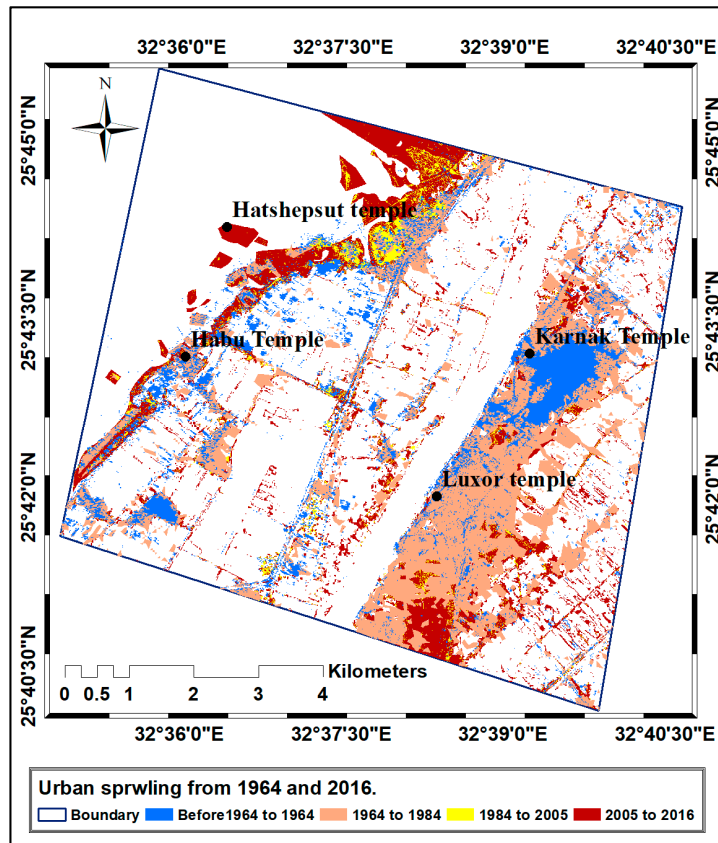 32°36'0"E 32°37'30"E 32°39'0"E 32°40'30"E
N
25°45'0"N 25°45'0"N
Hatshepsut temple
25°43'30"N 25°43'30"N
Habu Temple Karnak Temple
25°42'0"N 25°42'0"N
Luxor temple
25°40'30"N
Kilometers
0 0.5 1 2 3 4
32°36'0"E 32°37'30"E 32°39'0"E 32°40'30"E
Urban sprwling from 1964 and 2016.
Boundary Before1964 to 1964 1964 to 1984 1984 to 2005 2005 to 2016